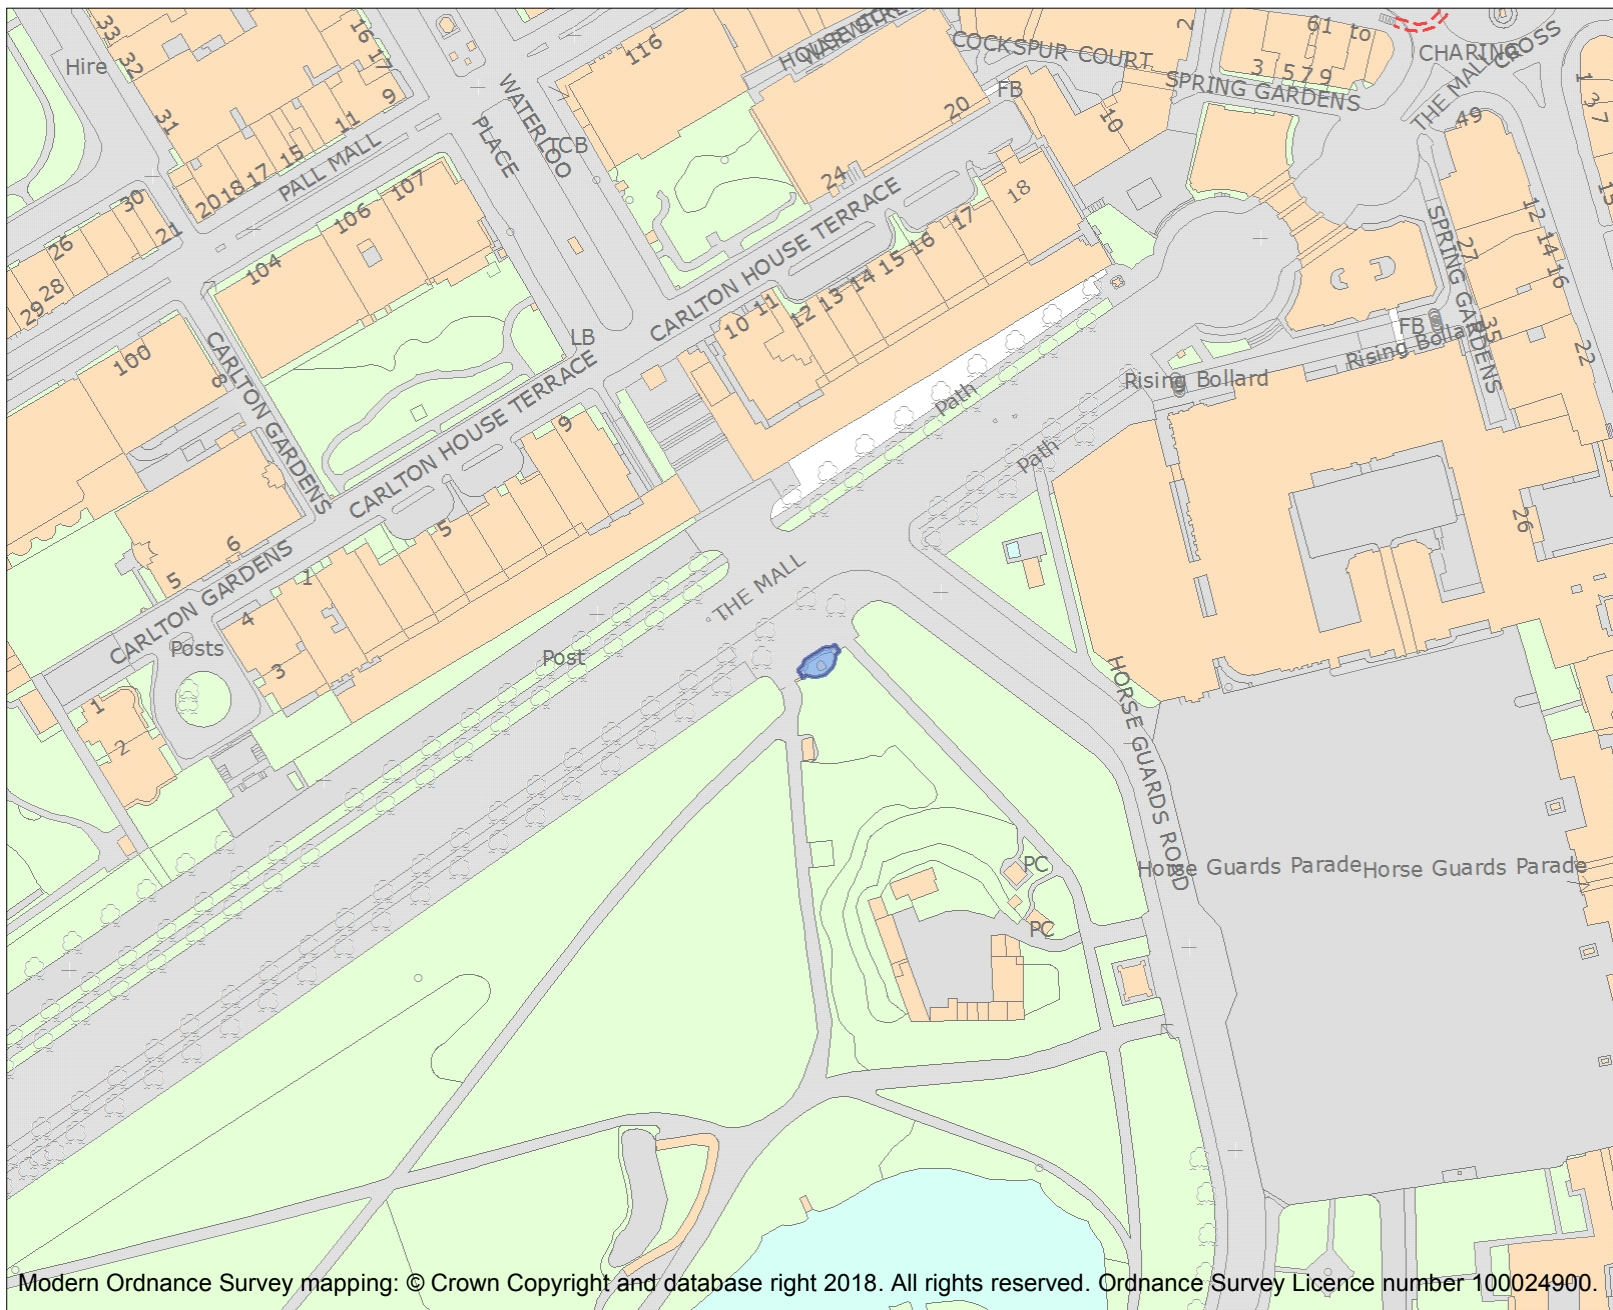 33
32
31
Hire
16
17
9
11
15
17
18
20
PALL MALL
30
21
26
28
29
116
WATERLOO
PLACE
TCB
HOUSE
COCKSPUR COURT
FB
20
24
10
2
SPRING GARDENS
61 to
3
5
7
9
CHARING
CROSS
THE MALL
49
1
3
7
15
107
106
104
100
8
CARLTON GARDENS
LB
CARLTON HOUSE TERRACE
18
17
16
15
14
13
12
11
10
CARLTON HOUSE TERRACE
9
5
SPRING GARDENS
27
12
14
16
22
35
FB
Rising Bollard
Rising Bollard
Path
Path
26
6
5
CARLTON GARDENS
1
4
3
Posts
1
2
THE MALL
Post
HORSE GUARDS ROAD
Horse Guards Parade
Horse Guards Parade
PC
PC
Modern Ordnance Survey mapping: © Crown Copyright and database right 2018. All rights reserved. Ordnance Survey Licence number 100024900.